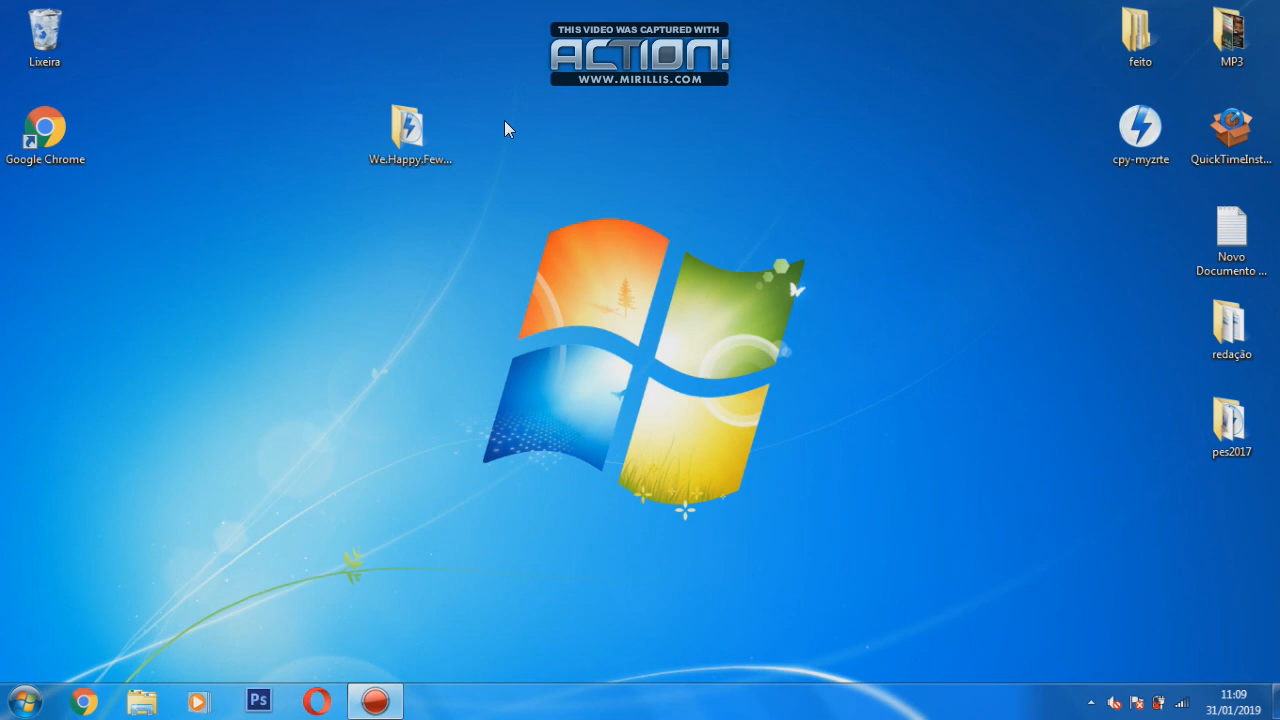 THIS VIDEO WAS CAPTURED WITH
ACTION!
WWW.MIRILLIS.COM
Lixeira
feito
MP3
Google Chrome
We.Happy.Few...
cpy-myzrte
QuickTimeInst...
Novo
Documento ...
redação
pes2017
Ps
11:09
31/01/2019